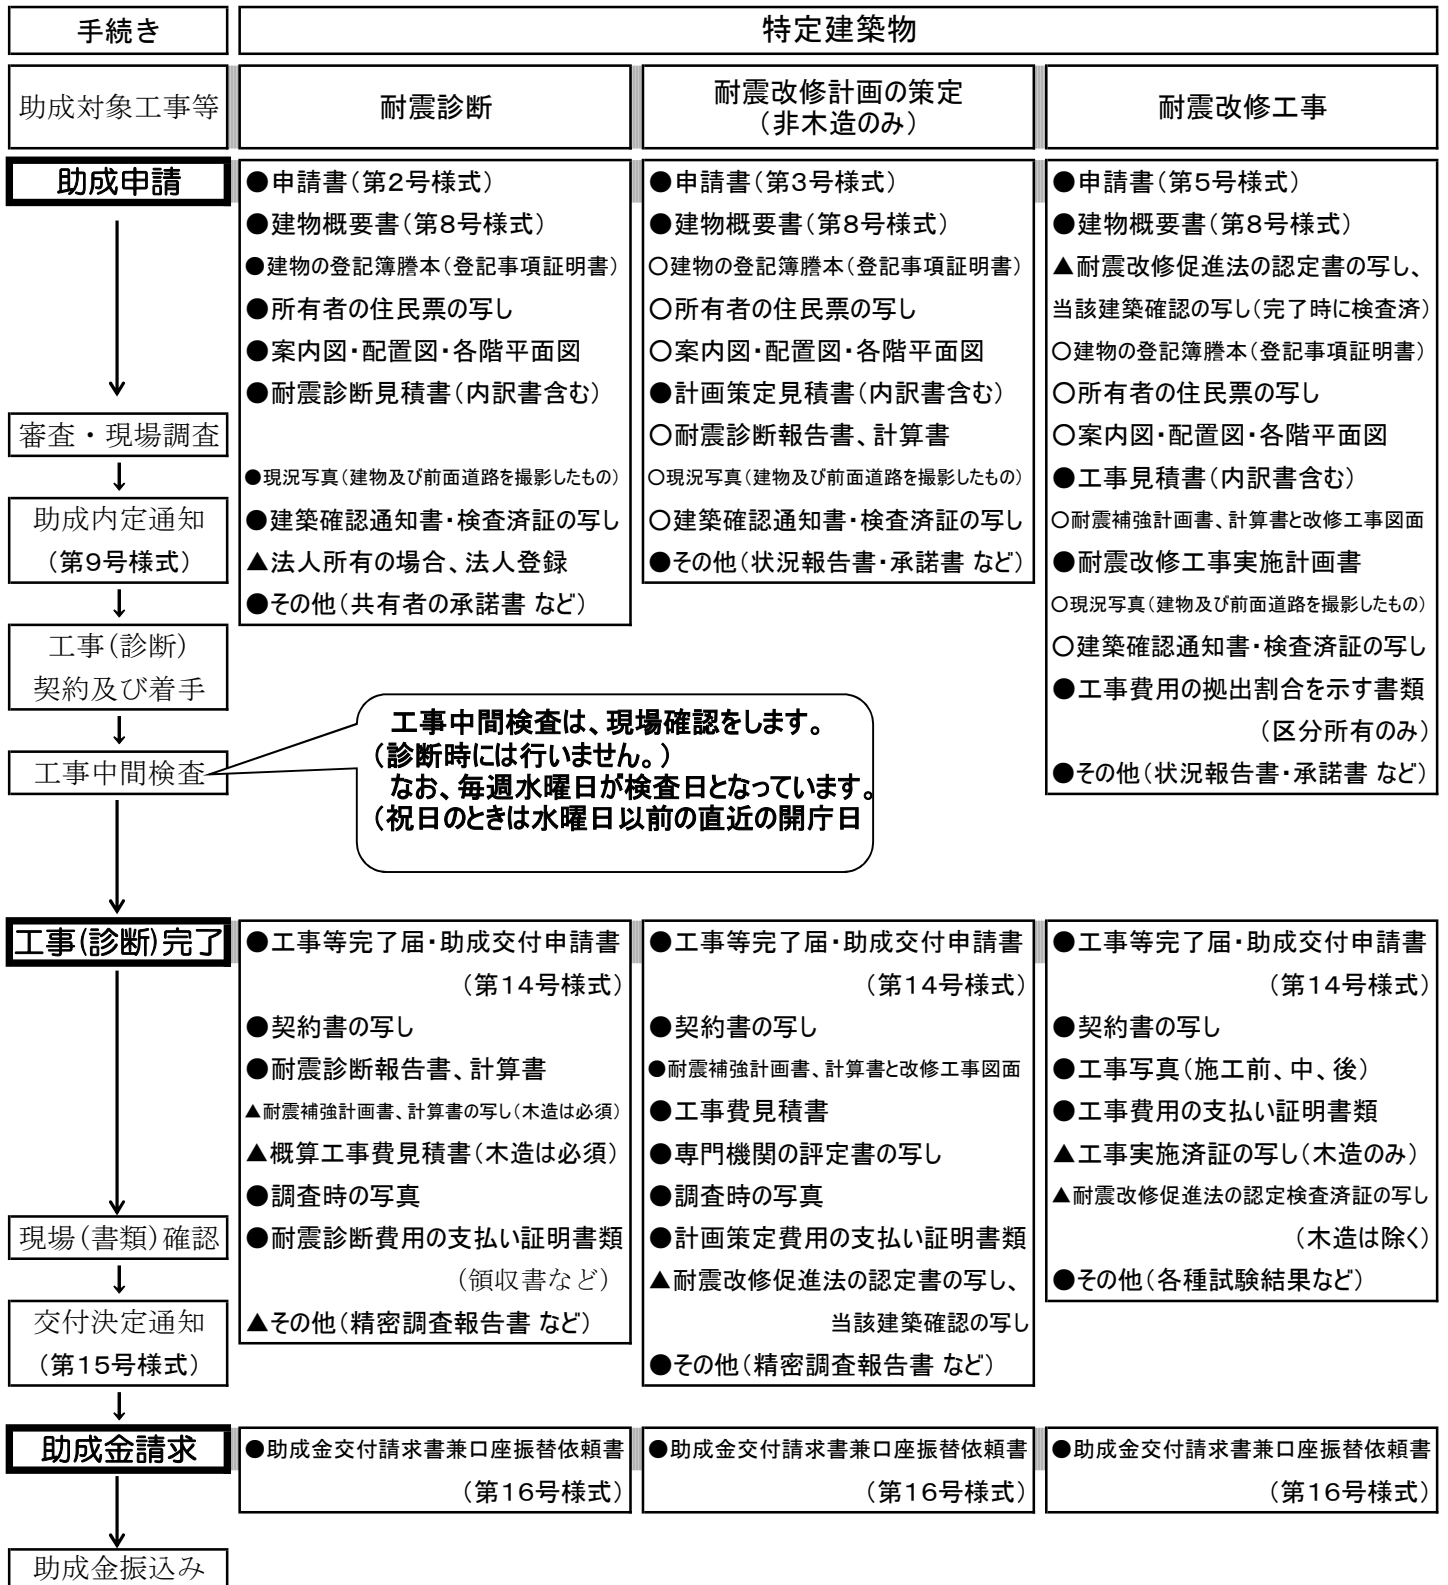 手続き
特定建築物
助成対象工事等
耐震診断
耐震改修計画の策定
(非木造のみ)
耐震改修工事
助成申請
●申請書(第2号様式)
●建物概要書(第8号様式)
●建物の登記簿謄本(登記事項証明書)
●所有者の住民票の写し
●案内図・配置図・各階平面図
●耐震診断見積書(内訳書含む)
●現況写真(建物及び前面道路を撮影したもの)
●建築確認通知書・検査済証の写し
▲法人所有の場合、法人登録
●その他(共有者の承諾書 など)
●申請書(第3号様式)
●建物概要書(第8号様式)
○建物の登記簿謄本(登記事項証明書)
○所有者の住民票の写し
○案内図・配置図・各階平面図
●計画策定見積書(内訳書含む)
○耐震診断報告書、計算書
○現況写真(建物及び前面道路を撮影したもの)
○建築確認通知書・検査済証の写し
●その他(状況報告書・承諾書 など)
●申請書(第5号様式)
●建物概要書(第8号様式)
▲耐震改修促進法の認定書の写し、
当該建築確認の写し(完了時に検査済)
○建物の登記簿謄本(登記事項証明書)
○所有者の住民票の写し
○案内図・配置図・各階平面図
●工事見積書(内訳書含む)
○耐震補強計画書、計算書と改修工事図面
●耐震改修工事実施計画書
○現況写真(建物及び前面道路を撮影したもの)
○建築確認通知書・検査済証の写し
●工事費用の拠出割合を示す書類
(区分所有のみ)
●その他(状況報告書・承諾書 など)
↓
審査・現場調査
↓
助成内定通知
(第9号様式)
↓
工事(診断)
契約及び着手
↓
工事中間検査
工事中間検査は、現場確認をします。
(診断時には行いません。)
なお、毎週水曜日が検査日となっています。
(祝日のときは水曜日以前の直近の開庁日
↓
工事(診断)完了
●工事等完了届・助成交付申請書
(第14号様式)
●契約書の写し
●耐震診断報告書、計算書
▲耐震補強計画書、計算書の写し(木造は必須)
▲概算工事費見積書(木造は必須)
●調査時の写真
●耐震診断費用の支払い証明書類
(領収書など)
▲その他(精密調査報告書 など)
●工事等完了届・助成交付申請書
(第14号様式)
●契約書の写し
●耐震補強計画書、計算書と改修工事図面
●工事費見積書
●専門機関の評定書の写し
●調査時の写真
●計画策定費用の支払い証明書類
▲耐震改修促進法の認定書の写し、
当該建築確認の写し
●その他(精密調査報告書 など)
●工事等完了届・助成交付申請書
(第14号様式)
●契約書の写し
●工事写真(施工前、中、後)
●工事費用の支払い証明書類
▲工事実施済証の写し(木造のみ)
▲耐震改修促進法の認定検査済証の写し
(木造は除く)
●その他(各種試験結果など)
↓
現場(書類)確認
↓
交付決定通知
(第15号様式)
↓
助成金請求
●助成金交付請求書兼口座振替依頼書
(第16号様式)
●助成金交付請求書兼口座振替依頼書
(第16号様式)
●助成金交付請求書兼口座振替依頼書
(第16号様式)
↓
助成金振込み